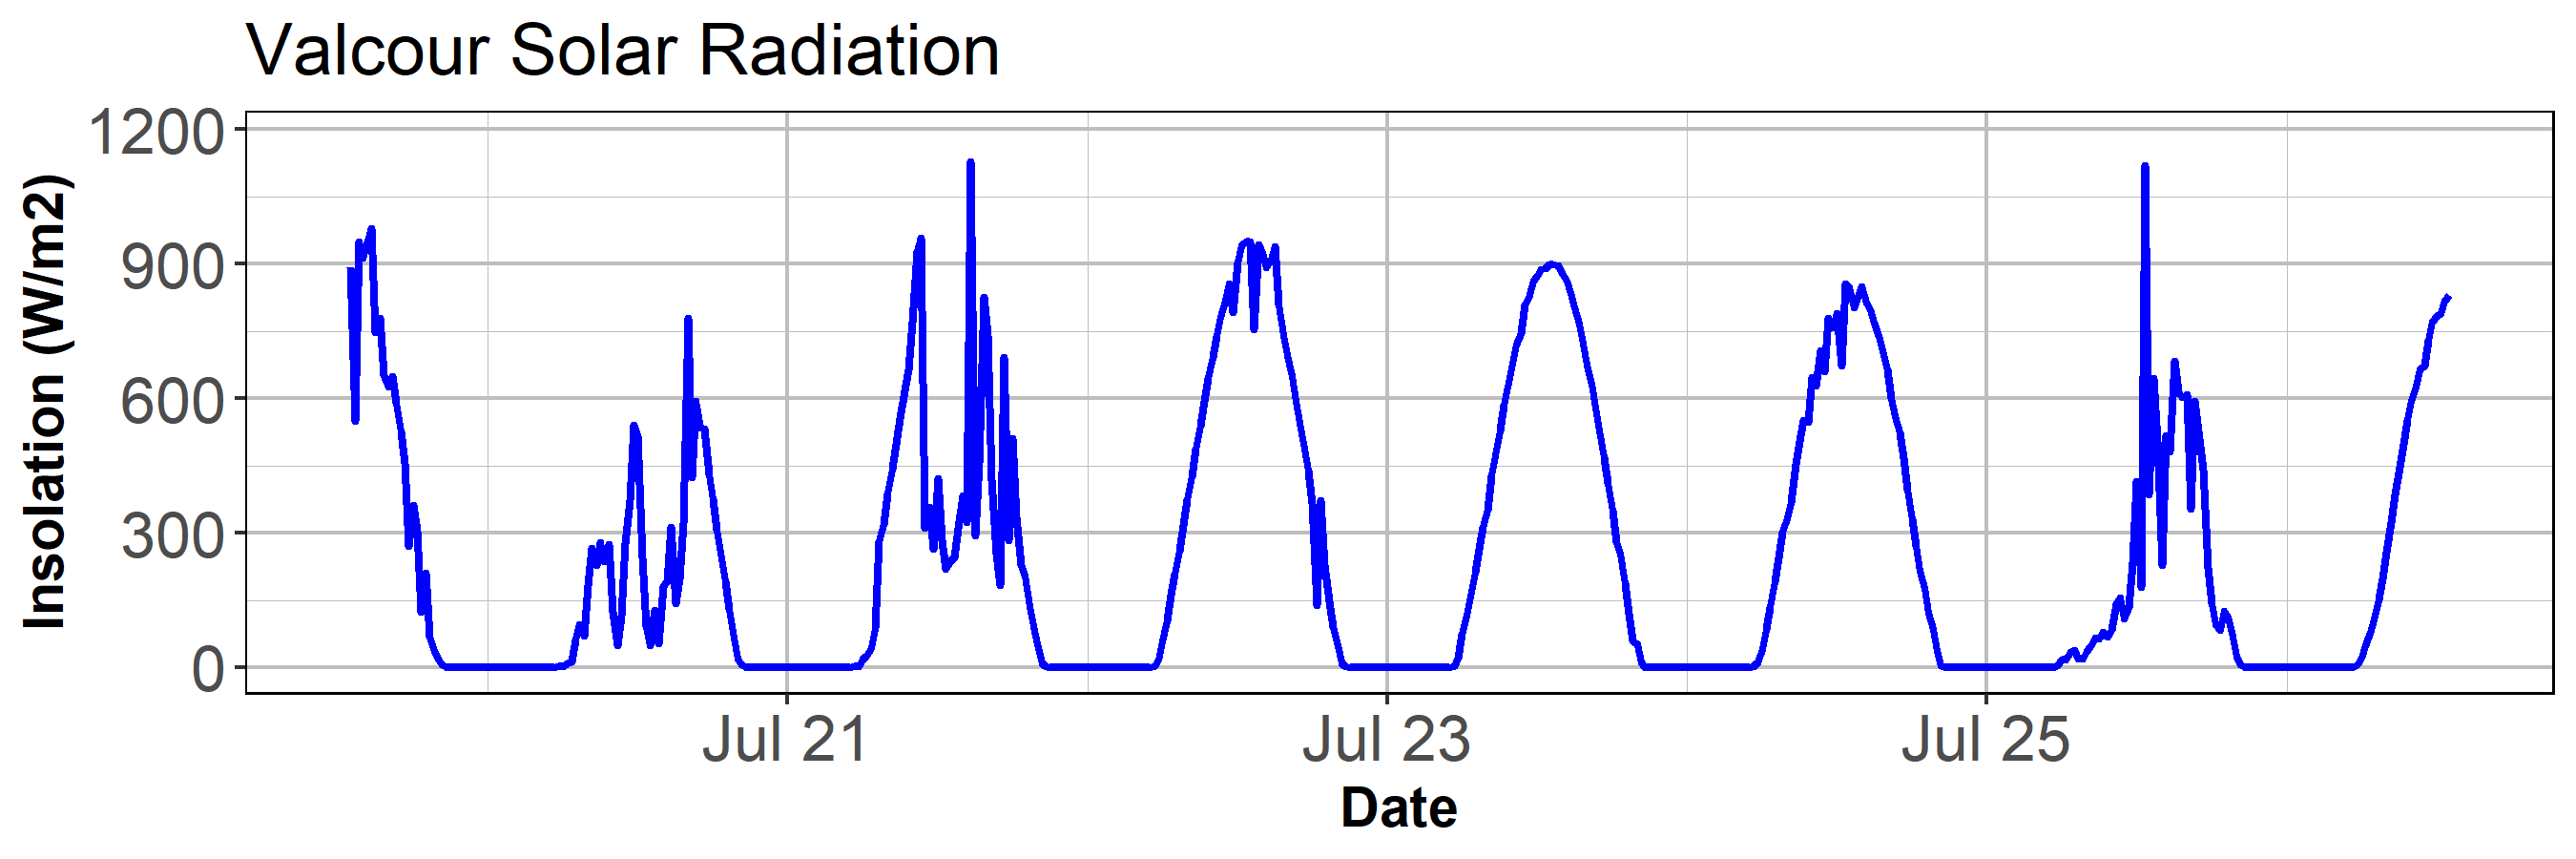 Valcour Solar Radiation
1200
900
600
300
0
Insolation (W/m2)
Jul 21 Jul 23 Jul 25
Date